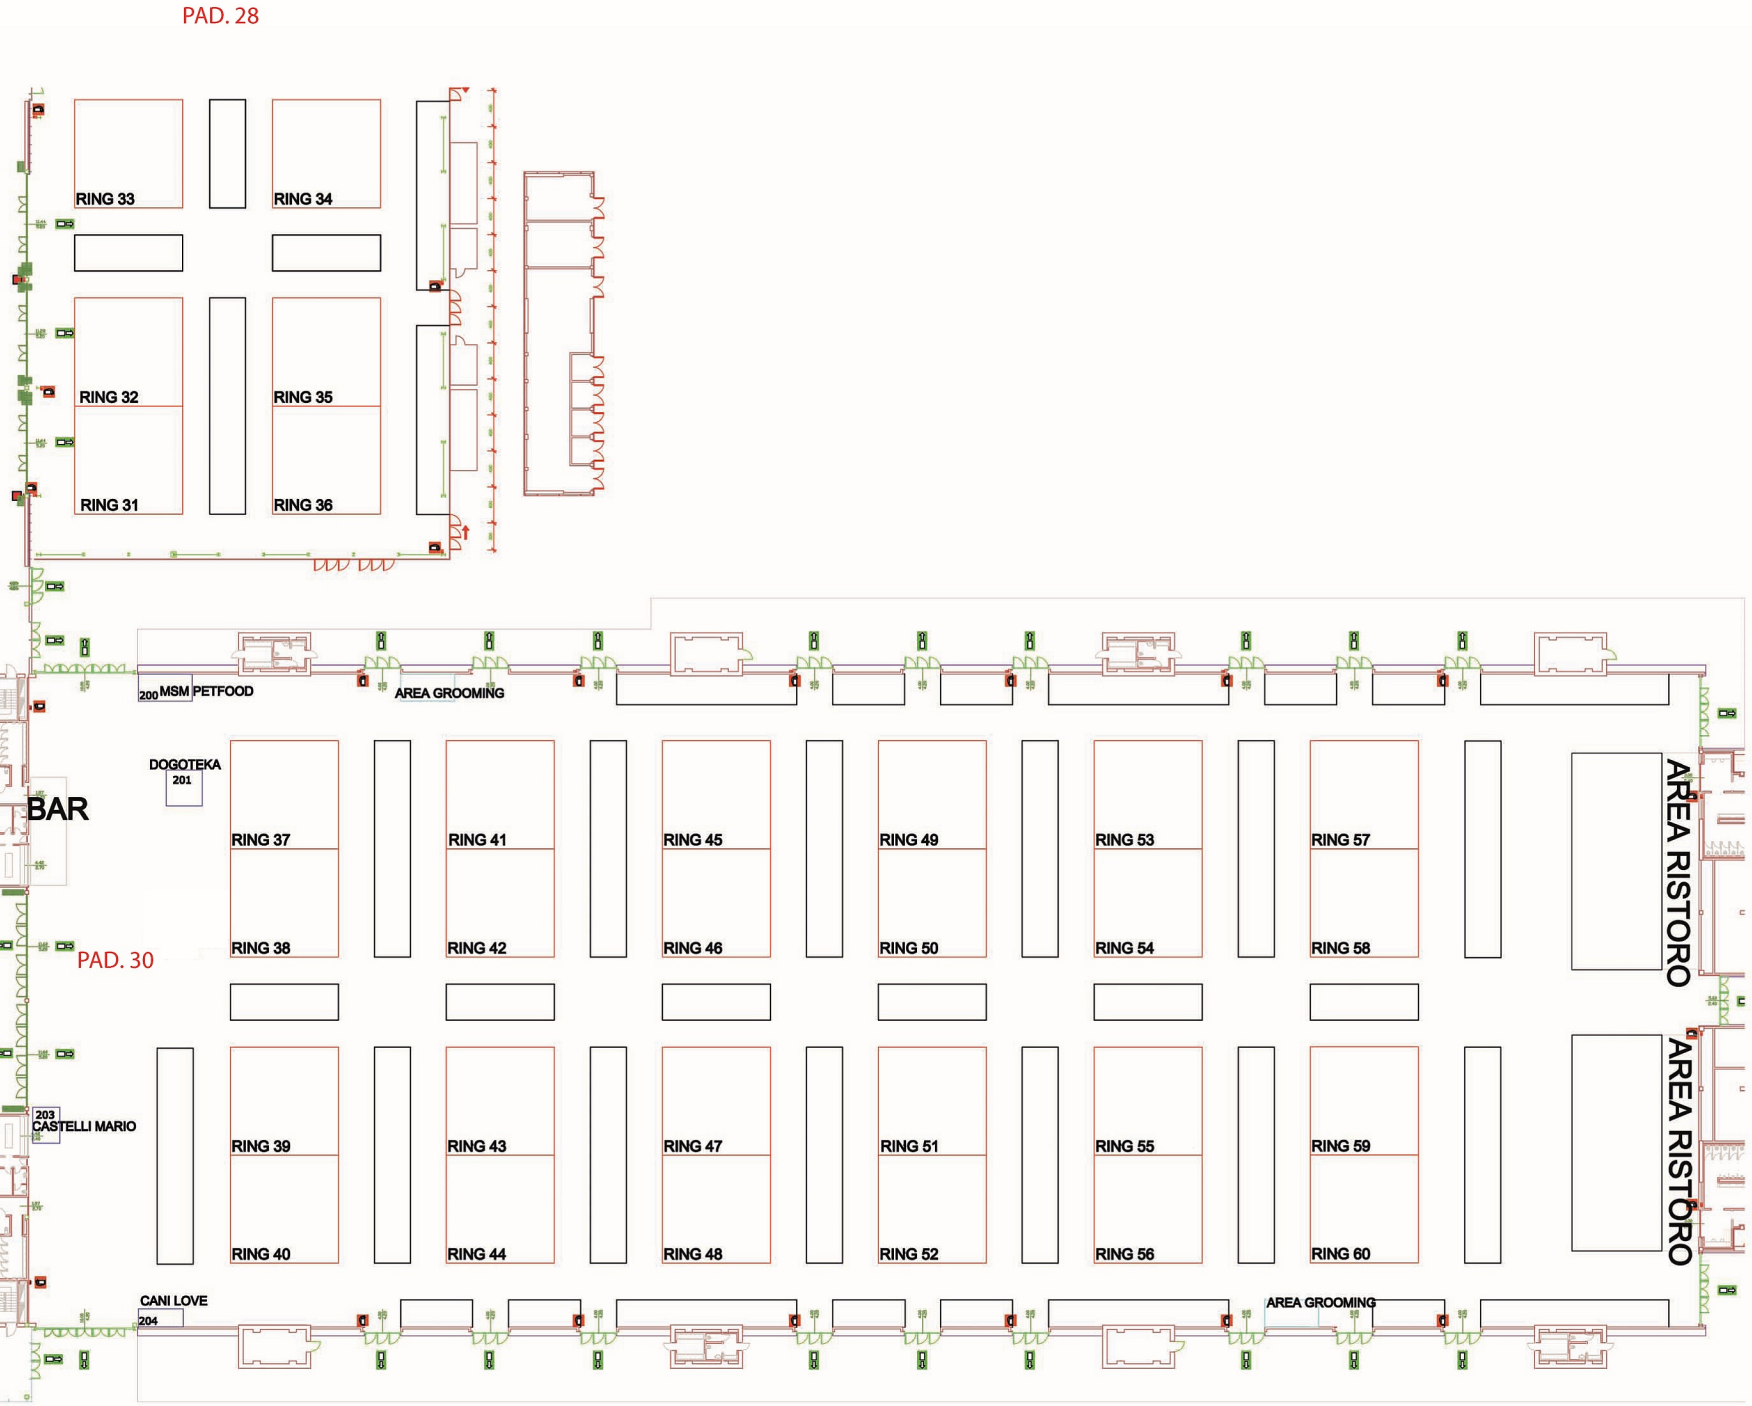 PAD. 28
RING 33
RING 34
RING 32
RING 35
RING 31
RING 36
200 MSM PETFOOD
AREA GROOMING
DOGOTEKA
201
BAR
RING 37
RING 41
RING 45
RING 49
RING 53
RING 57
AREA RISTORO
RING 38
RING 42
RING 46
RING 50
RING 54
RING 58
PAD. 30
203
CASTELLI MARIO
RING 39
RING 43
RING 47
RING 51
RING 55
RING 59
AREA RISTORO
RING 40
RING 44
RING 48
RING 52
RING 56
RING 60
CANI LOVE
204
AREA GROOMING